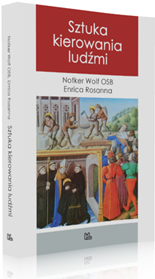 Sztuka
kierowania
ludźmi
Notker Wolf OSB
Enrica Rosanna
Notker Wolf OSB, Enrica Rosanna
Sztuka kierowania ludźmi